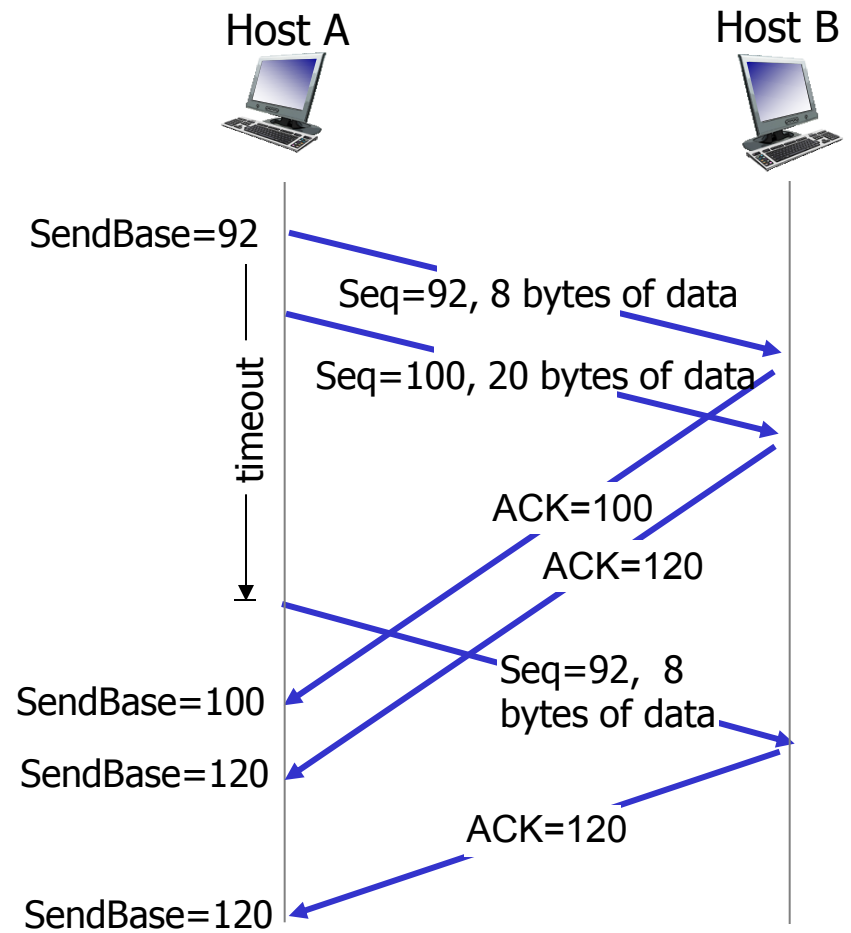 Host A
Host B
SendBase=92
Seq=92, 8 bytes of data
Seq=100, 20 bytes of data
timeout
ACK=100
ACK=120
Seq=92,  8
bytes of data
SendBase=100
SendBase=120
ACK=120
SendBase=120